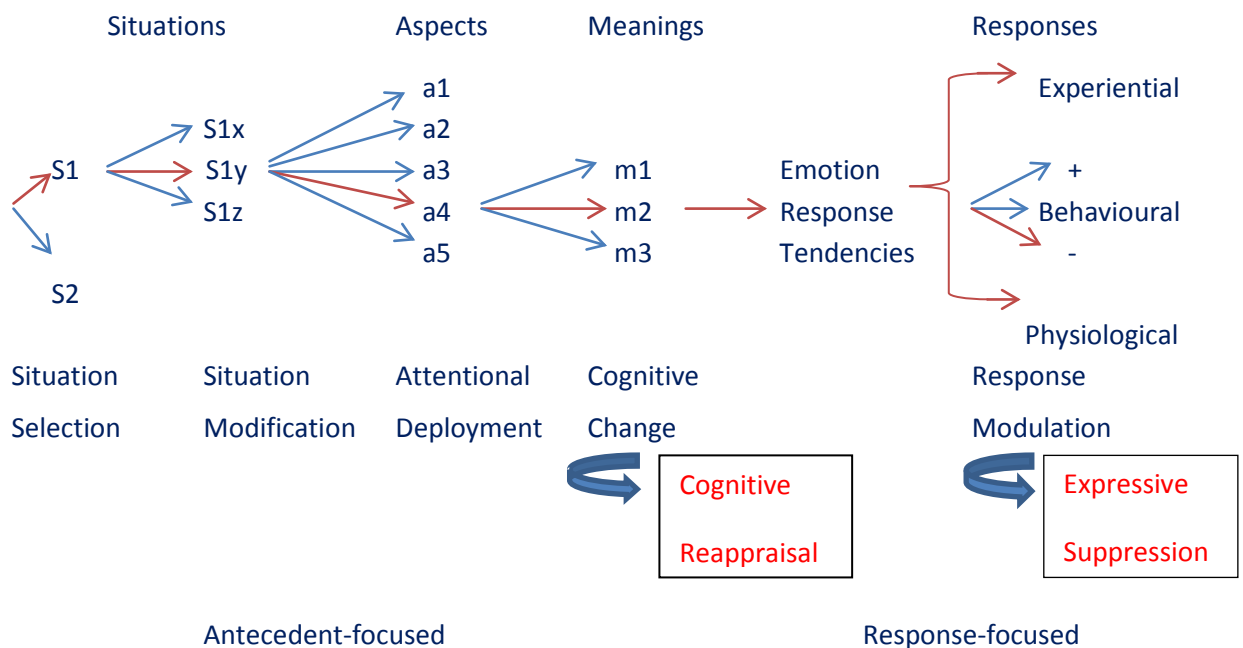 Situations Aspects Meanings Responses
a1 Experiential
S1x a2
S1 S1y a3 m1 Emotion +
S1z a4 m2 Response Behavioural
a5 m3 Tendencies -
S2
Physiological
Situation Situation Attentional Cognitive Response
Selection Modification Deployment Change Modulation
Cognitive Expressive
Reappraisal Suppression
Antecedent-focused Response-focused